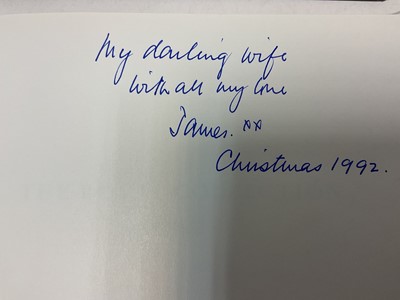 My darling wife
with all my love
James. xx
Christmas 1992.